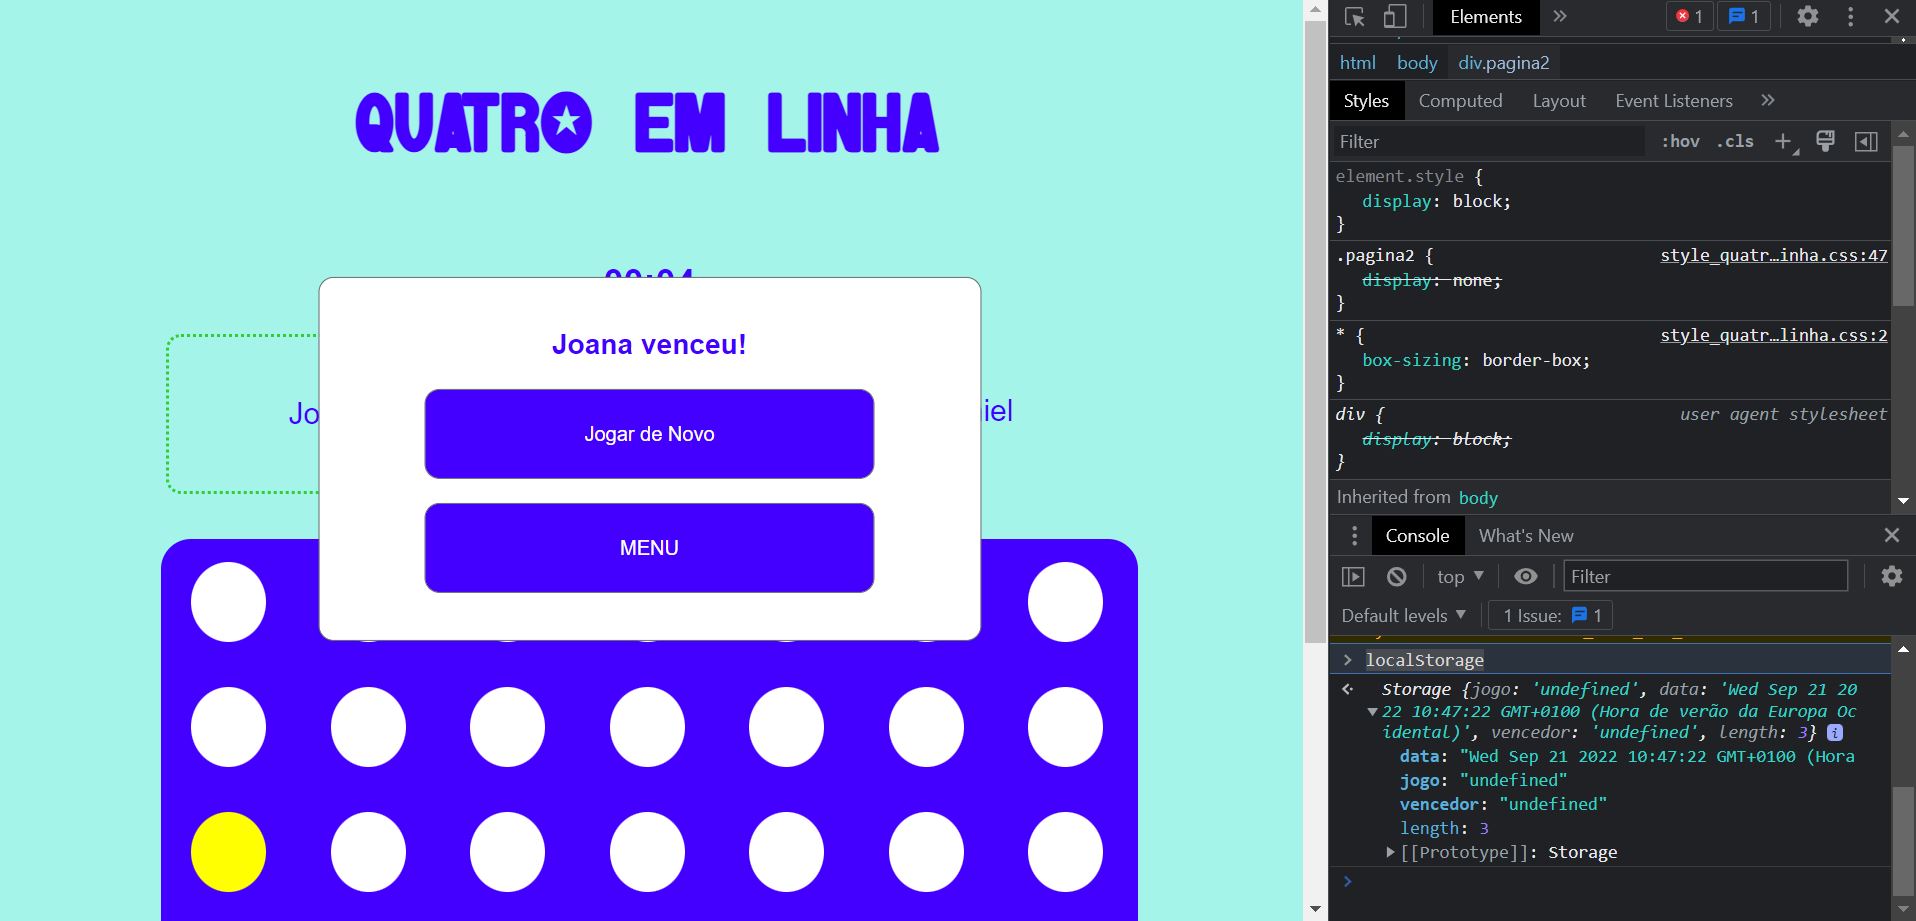 QUATRO EM LINHA
Joana venceu!
Jo
iel
Jogar de Novo
MENU
Elements
1
1
html body div.pagina2
Styles Computed Layout Event Listeners
Filter :hov .cls
element.style {
display: block;
}
.pagina2 { style_quatr…inha.css:47
display: none;
}
* { style_quatr…linha.css:2
box-sizing: border-box;
}
div { user agent stylesheet
display: block;
}
Inherited from body
Console What's New
top Filter
Default levels 1 Issue: 1
localStorage
Storage {jogo: 'undefined', data: 'Wed Sep 21 20
22 10:47:22 GMT+0100 (Hora de verão da Europa Oc
idental)', vencedor: 'undefined', length: 3}
data: "Wed Sep 21 2022 10:47:22 GMT+0100 (Hora
jogo: "undefined"
vencedor: "undefined"
length: 3
[[Prototype]]: Storage